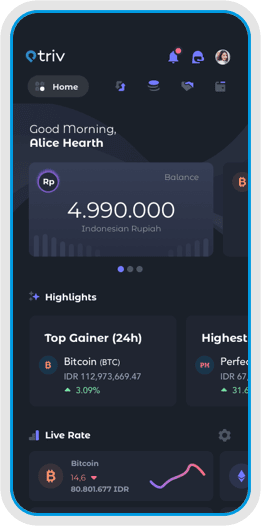 triv
Home
Good Morning,
Alice Hearth
Rp
Balance
4.990.000
Indonesian Rupiah
Highlights
Top Gainer (24h)
Highest
Bitcoin (BTC)
Perfec
IDR 112,973,669.47
IDR 67,
3.09%
31.6
Live Rate
Bitcoin
14,6
80.801.677 IDR